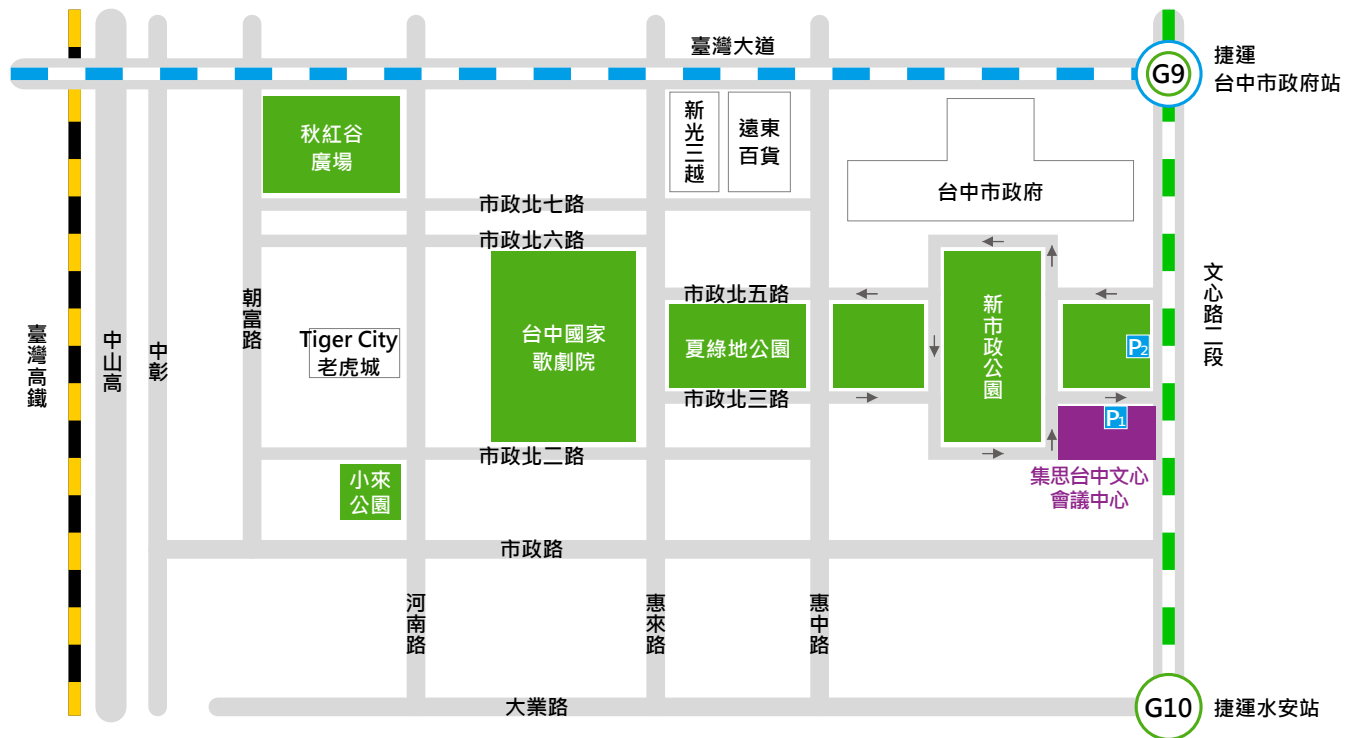 臺灣大道
G9
捷運
台中市政府站
秋紅谷
廣場
新光三越
遠東
百貨
台中市政府
市政北七路
市政北六路
朝富路
Tiger City
老虎城
台中國家
歌劇院
市政北五路
夏綠地公園
新市政公園
P2
文心路二段
臺灣高鐵
中山高
中彰
市政北三路
P1
市政北二路
集思台中文心
會議中心
小來
公園
市政路
河南路
惠來路
惠中路
大業路
G10
捷運水安站